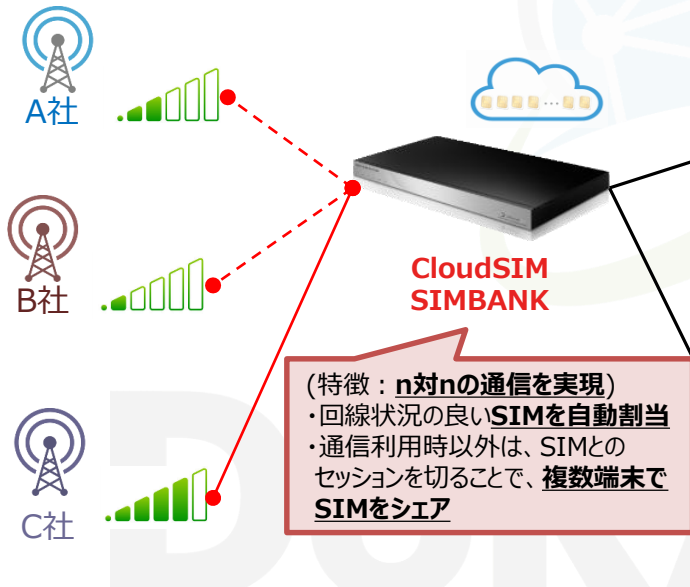 A社
B社
C社
CloudSIM
SIMBANK
(特徴：n対nの通信を実現)
・回線状況の良いSIMを自動割当
・通信利用時以外は、SIMとの
セッションを切ることで、複数端末で
SIMをシェア